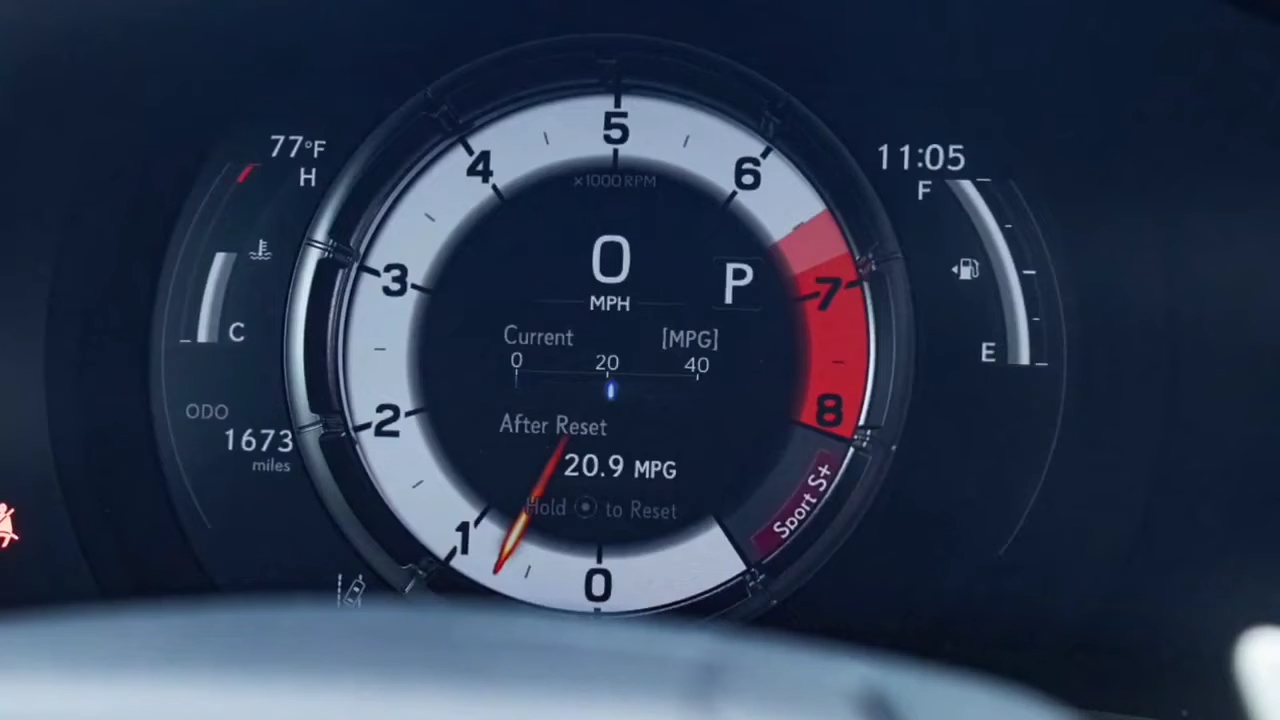 77°F
H
C
ODO
1673
miles
5
4
6
×1000 RPM
3
7
2
8
1
0
0
MPH
P
Current [MPG]
0 20 40
After Reset
20.9 MPG
Hold to Reset
Sport S+
11:05
F
E